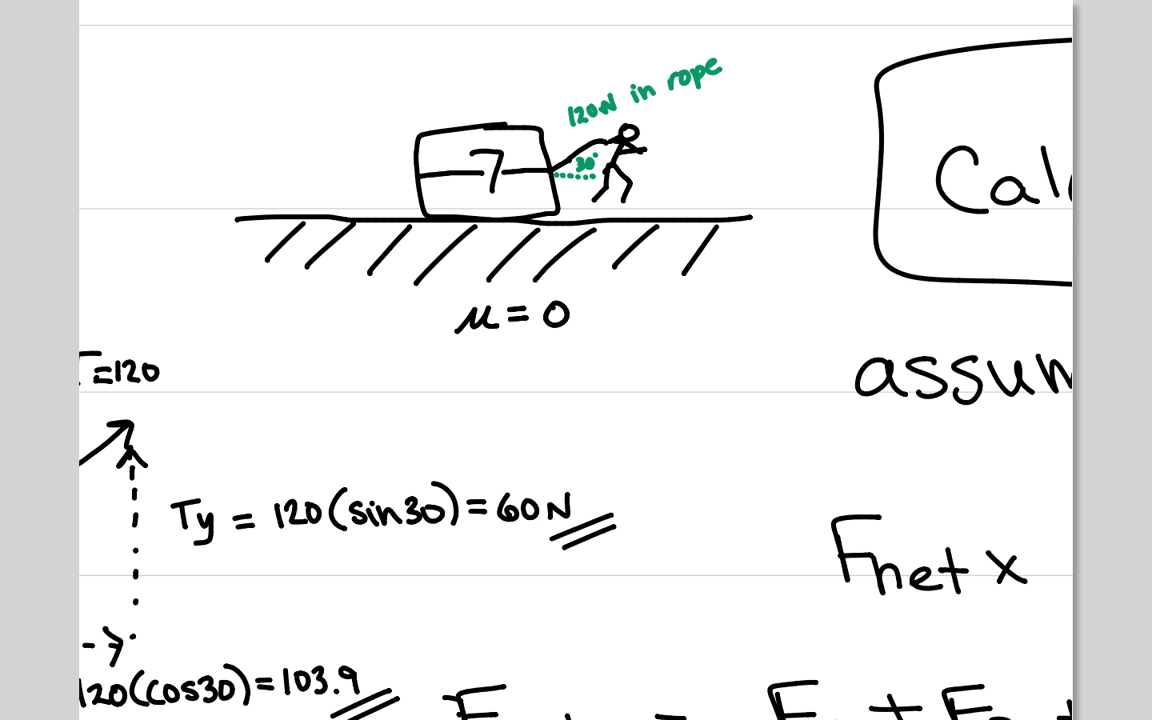 120N in rope
30°
7
Cal
μ = 0
T=120
assum
Ty = 120(sin30) = 60N
Fnet x
120(cos30) = 103.9